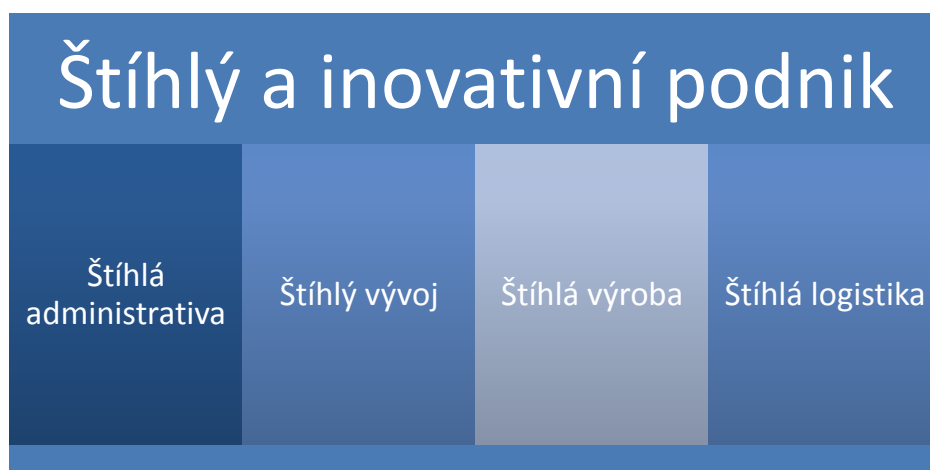 Štíhlý a inovativní podnik
Štíhlá
administrativa
Štíhlý vývoj
Štíhlá výroba
Štíhlá logistika